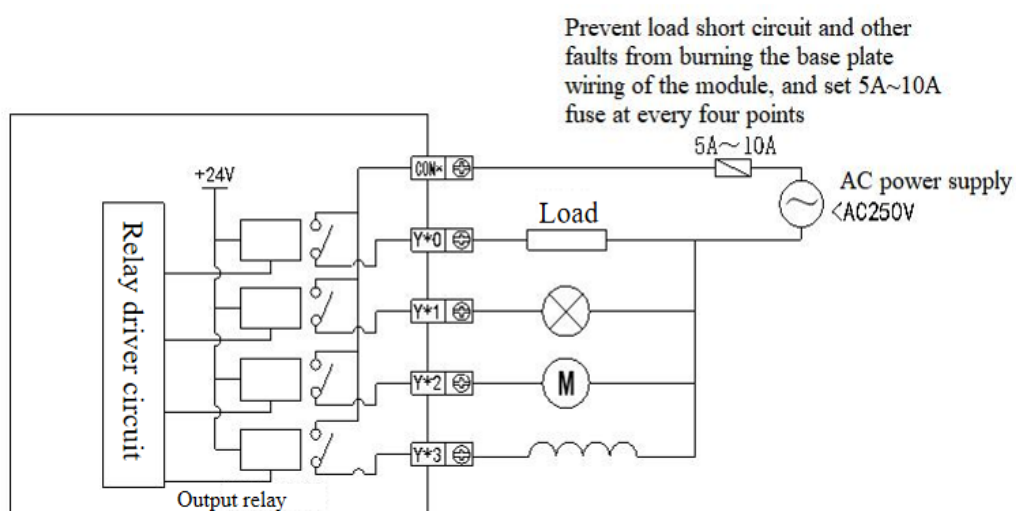 Prevent load short circuit and other
faults from burning the base plate
wiring of the module, and set 5A~10A
fuse at every four points
5A～10A
CON*
AC power supply
<AC250V
+24V
Load
Y*0
Relay driver circuit
Y*1
Y*2
M
Y*3
Output relay